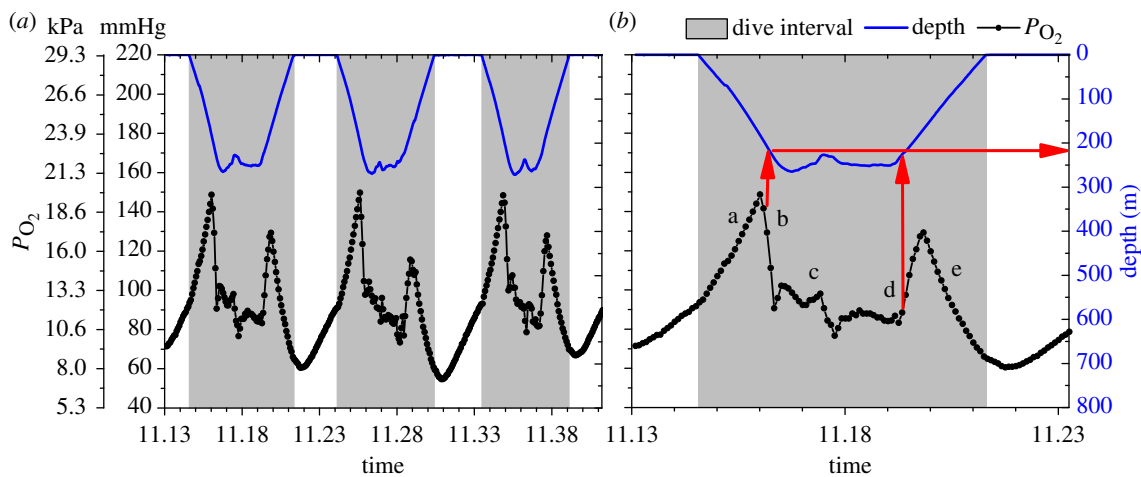 (a) kPa mmHg
29.3 220
26.6 200
180
23.9 160
21.3
18.6 140
16.0 120
13.3 100
10.6 80
8.0 60
5.3 40
P_O2
11.13 11.18 11.23 11.28 11.33 11.38
time
(b) dive interval depth P_O2
a b c d e
0
100
200
300
400
500
600
700
800
depth (m)
11.13 11.18 11.23
time